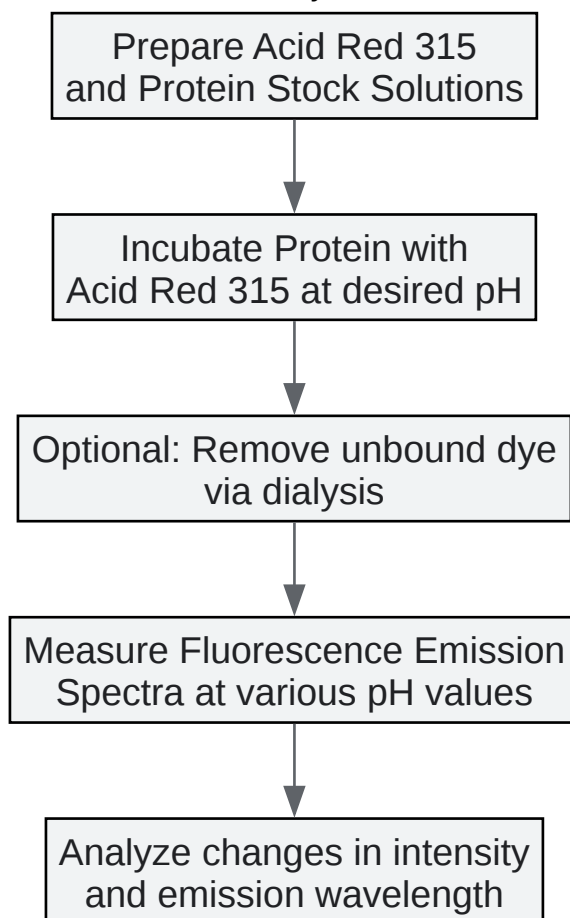 Prepare Acid Red 315
and Protein Stock Solutions
Incubate Protein with
Acid Red 315 at desired pH
Optional: Remove unbound dye
via dialysis
Measure Fluorescence Emission
Spectra at various pH values
Analyze changes in intensity
and emission wavelength